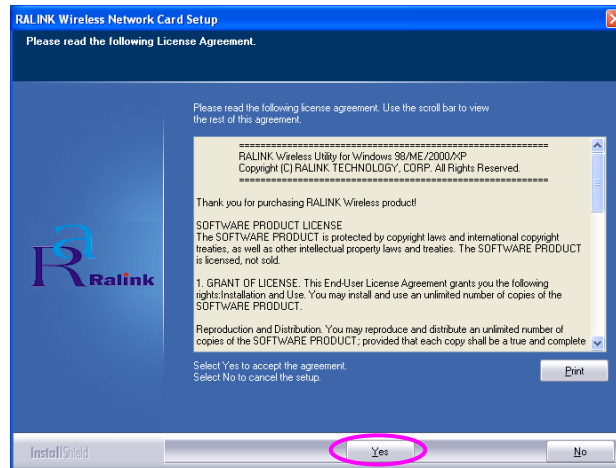 RALINK Wireless Network Card Setup
Please read the following License Agreement.
Please read the following license agreement. Use the scroll bar to view
the rest of this agreement.
============================================================
RALINK Wireless Utility for Windows 98/ME/2000/XP
Copyright (C) RALINK TECHNOLOGY, CORP. All Rights Reserved.
============================================================
Thank you for purchasing RALINK Wireless product!
SOFTWARE PRODUCT LICENSE
The SOFTWARE PRODUCT is protected by copyright laws and international copyright
treaties, as well as other intellectual property laws and treaties. The SOFTWARE PRODUCT
is licensed, not sold.
1. GRANT OF LICENSE. This End-User License Agreement grants you the following
rights:Installation and Use. You may install and use an unlimited number of copies of the
SOFTWARE PRODUCT.
Reproduction and Distribution. You may reproduce and distribute an unlimited number of
copies of the SOFTWARE PRODUCT; provided that each copy shall be a true and complete
Ralink
Select Yes to accept the agreement.
Select No to cancel the setup.
Print
InstallShield
Yes
No